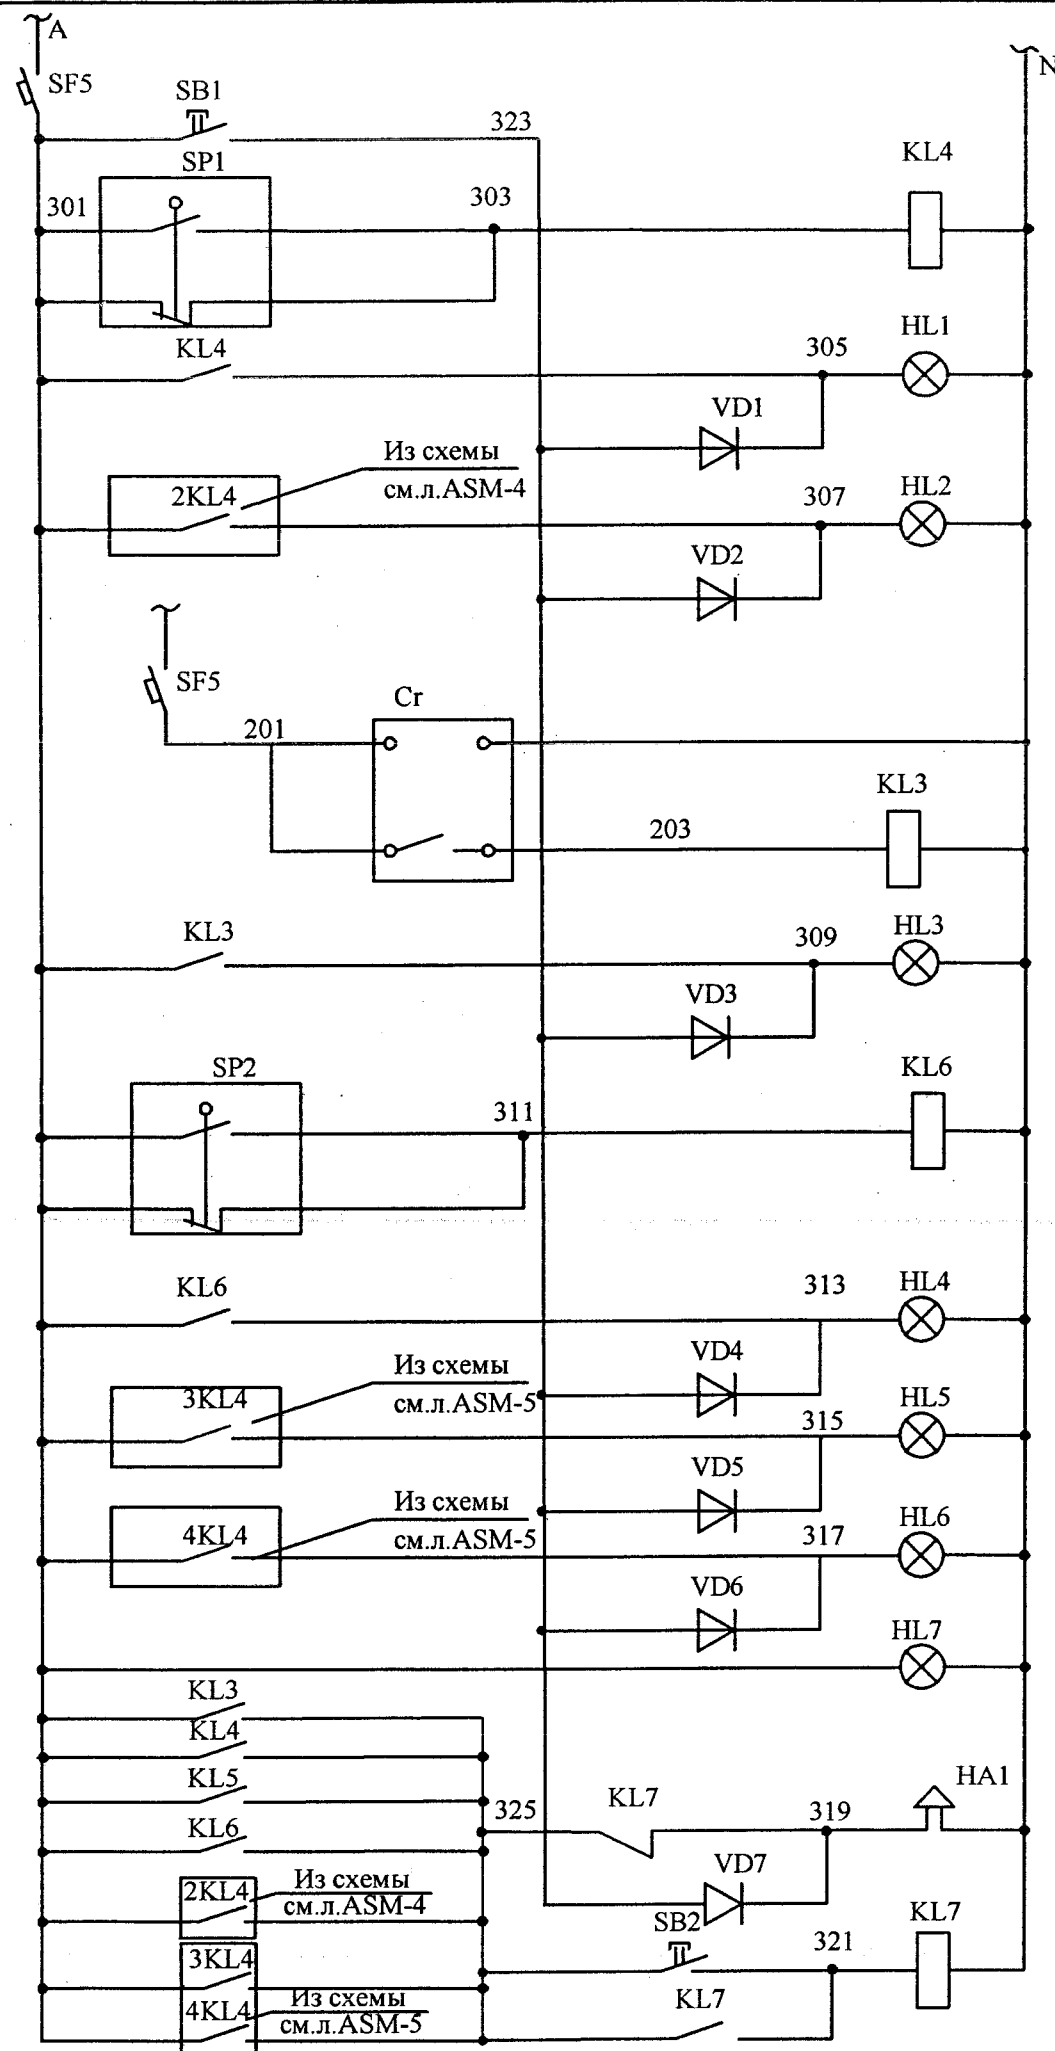 A
N
SF5
SB1
323
KL4
SP1
301
303
KL4
305
HL1
VD1
Из схемы
см.л.ASM-4
2KL4
307
HL2
VD2
SF5
201
Cr
KL3
203
KL3
309
HL3
VD3
SP2
311
KL6
KL6
313
HL4
VD4
Из схемы
см.л.ASM-5
3KL4
315
HL5
VD5
Из схемы
см.л.ASM-5
4KL4
317
HL6
VD6
HL7
KL3
KL4
KL5
KL6
325
KL7
319
HA1
VD7
2KL4
Из схемы
см.л.ASM-4
SB2
321
KL7
3KL4
4KL4
Из схемы
см.л.ASM-5
KL7